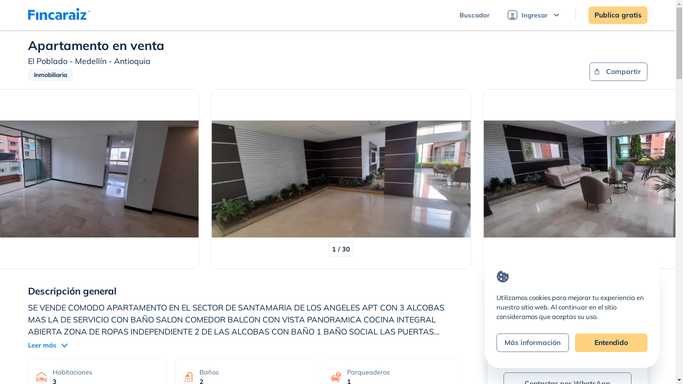 Fincaraiz
Buscador
Ingresar
Publica gratis
Apartamento en venta
El Poblado - Medellín - Antioquia
Inmobiliaria
Compartir
1 / 30
Descripción general
SE VENDE COMODO APARTAMENTO EN EL SECTOR DE SANTAMARIA DE LOS ANGELES APT CON 3 ALCOBAS
MAS LA DE SERVICIO CON BAÑO SALON COMEDOR BALCON CON VISTA PANORAMICA COCINA INTEGRAL
ABIERTA ZONA DE ROPAS INDEPENDIENTE 2 DE LAS ALCOBAS CON BAÑO 1 BAÑO SOCIAL LAS PUERTAS...
Leer más
Habitaciones
3
Baños
2
Parqueaderos
1
Utilizamos cookies para mejorar tu experiencia en
nuestro sitio web. Al continuar en el sitio
consideramos que aceptas su uso.
Más información
Entendido
Contactar por WhatsApp